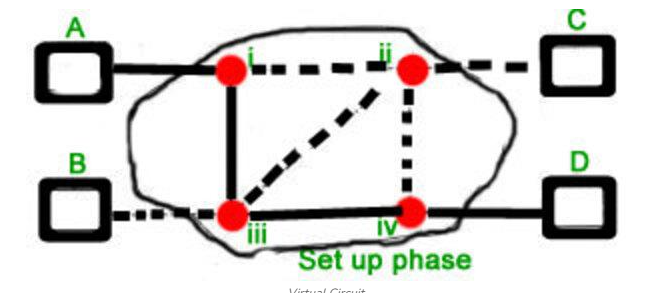 A
C
i
ii
B
D
iii
iv
Set up phase
Virtual Circuit